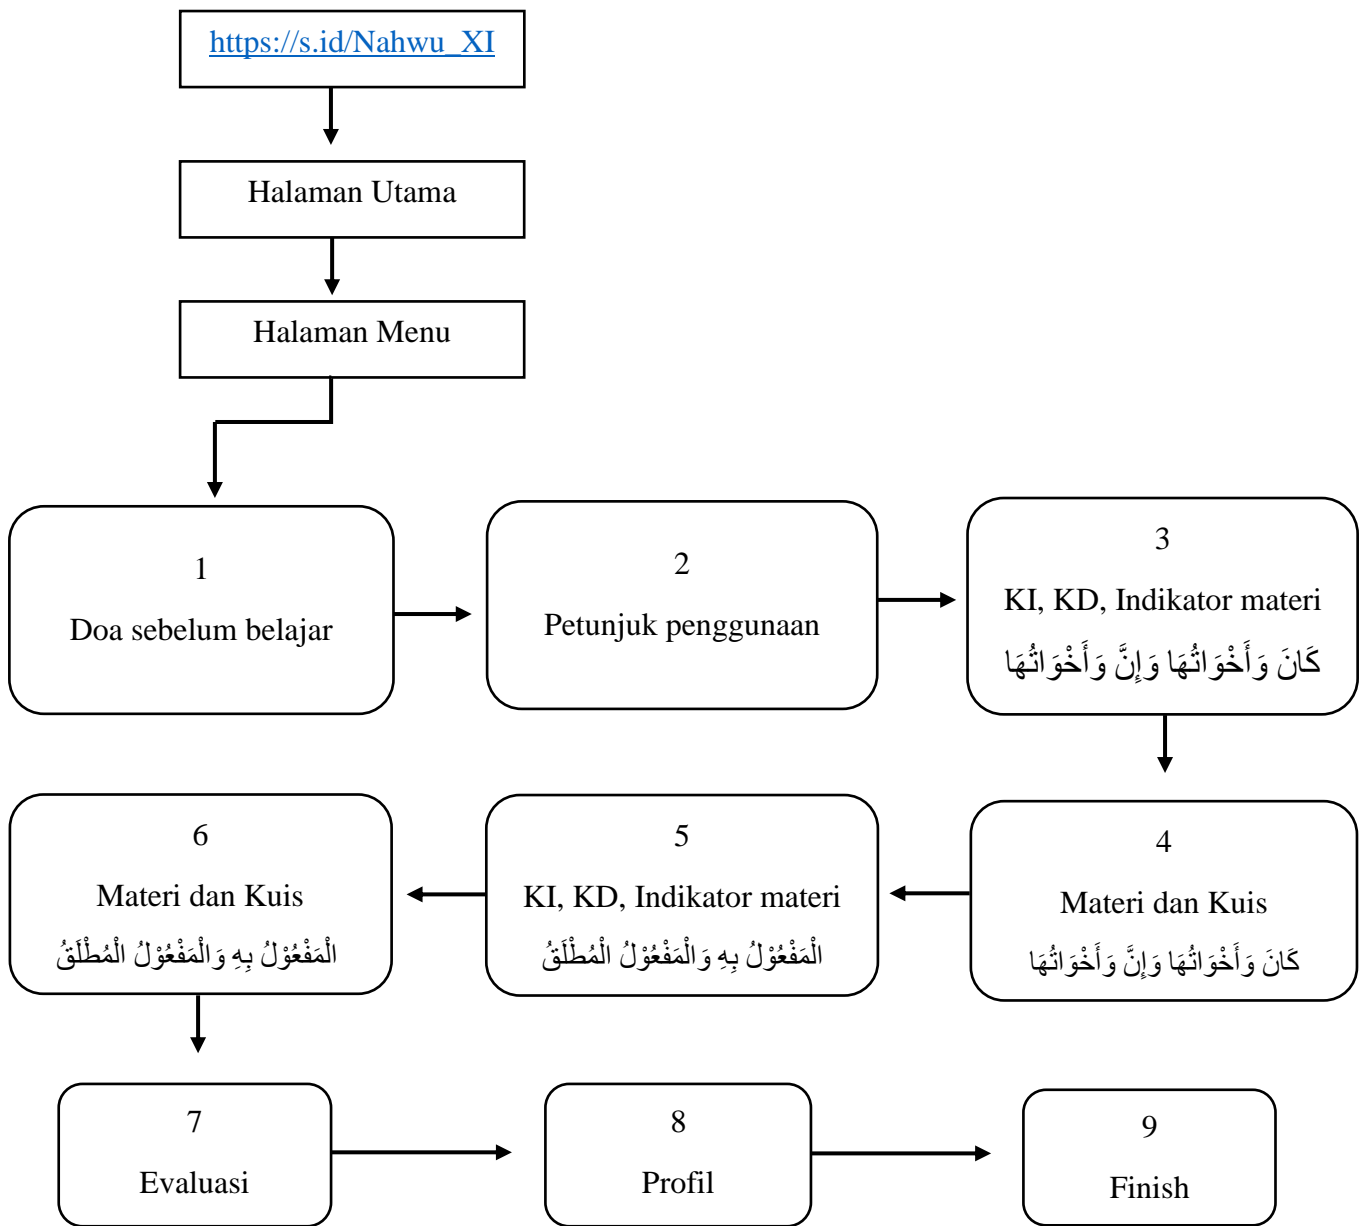 https://s.id/Nahwu_XI
Halaman Utama
Halaman Menu
1
Doa sebelum belajar
2
Petunjuk penggunaan
3
KI, KD, Indikator materi
كَانَ وَأَخْوَاتُهَا وَإِنَّ وَأَخْوَاتُهَا
4
Materi dan Kuis
كَانَ وَأَخْوَاتُهَا وَإِنَّ وَأَخْوَاتُهَا
5
KI, KD, Indikator materi
الْمَفْعُوْلُ بِهِ وَالْمَفْعُوْلُ الْمُطْلَقُ
6
Materi dan Kuis
الْمَفْعُوْلُ بِهِ وَالْمَفْعُوْلُ الْمُطْلَقُ
7
Evaluasi
8
Profil
9
Finish